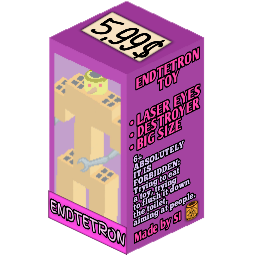 5,99$
ENDTETRON
TOY
• LASER EYES
• DESTROYER
• BIG SIZE
6-
ABSOLUTELY
IT IS
FORBIDDEN:
Trying to eat
a toy, trying
to flush it down
the toilet,
aiming at people.
Made by SI
ENDTETRON